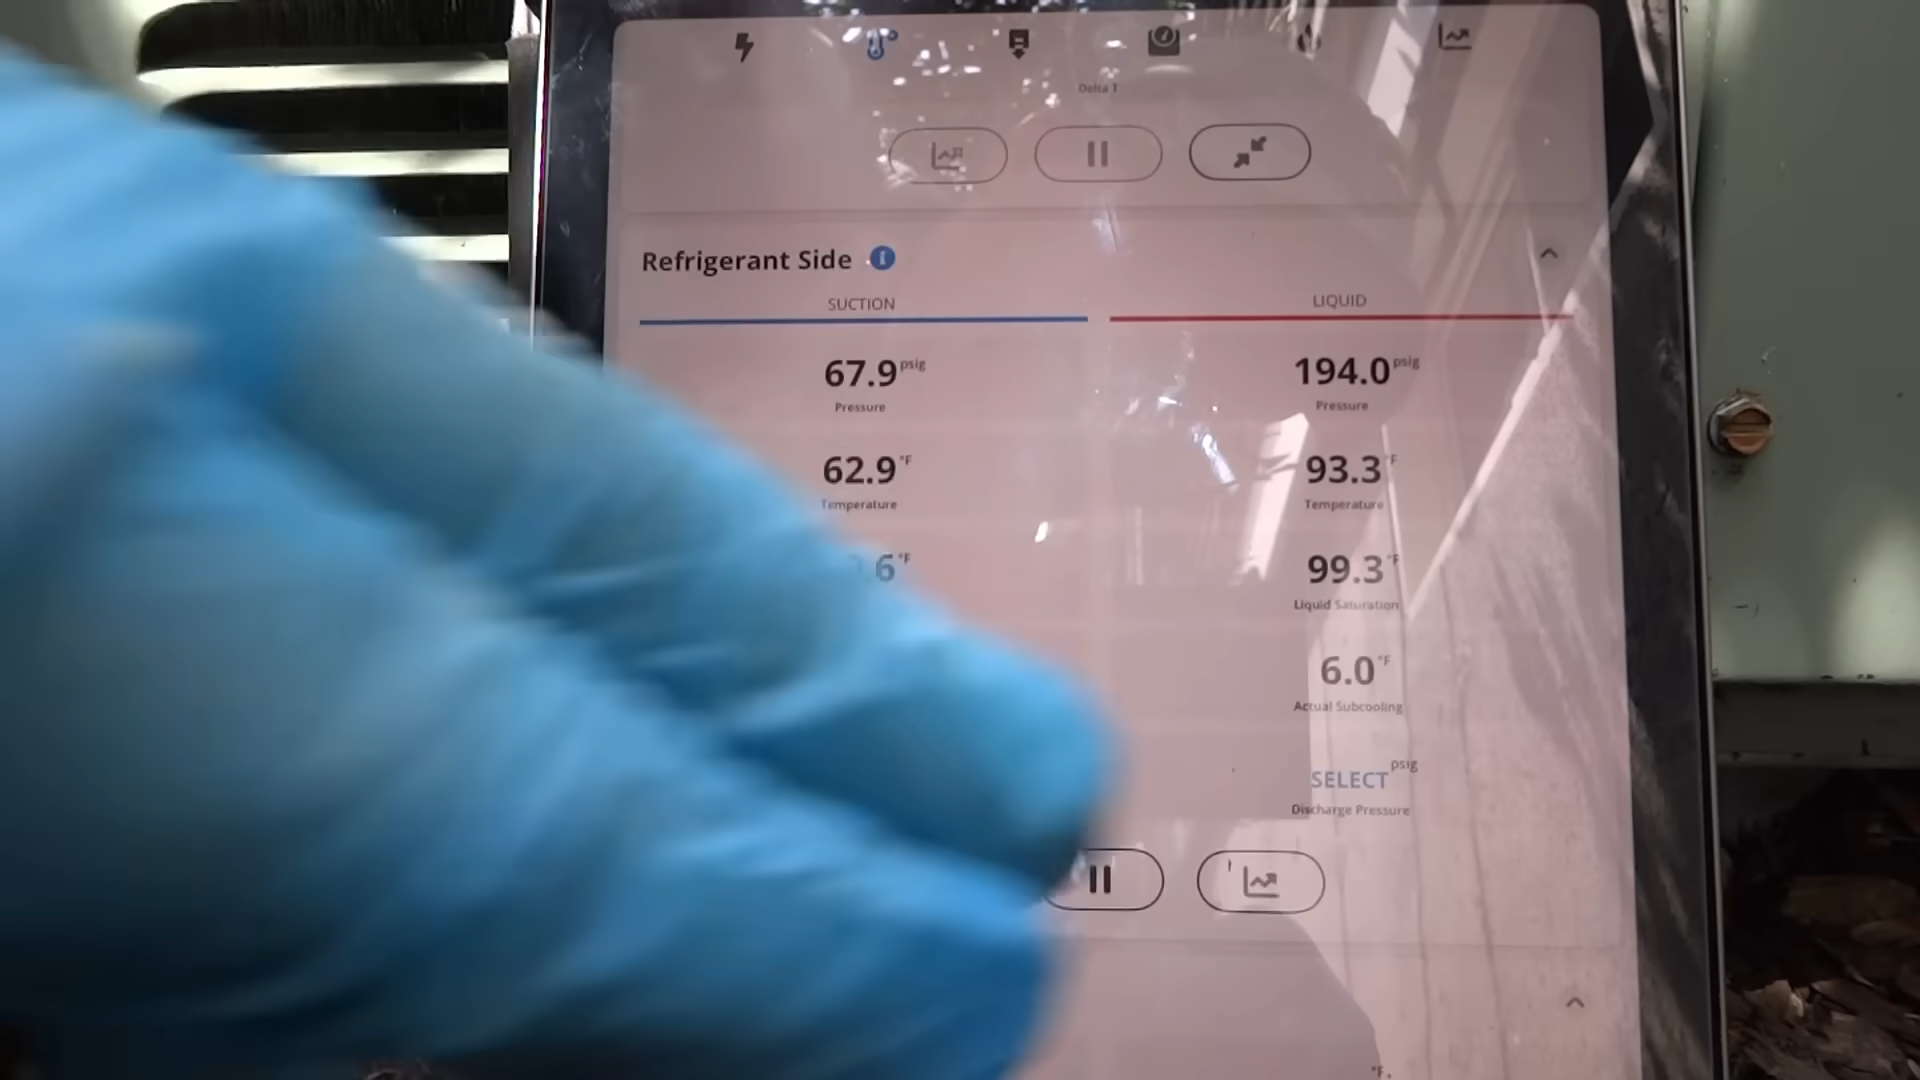 Delta T
Refrigerant Side
SUCTION
LIQUID
67.9 psig
Pressure
194.0 psig
Pressure
62.9 °F
Temperature
93.3 °F
Temperature
6 °F
99.3 °F
Liquid Saturation
6.0 °F
Actual Subcooling
SELECT psig
Discharge Pressure
°F